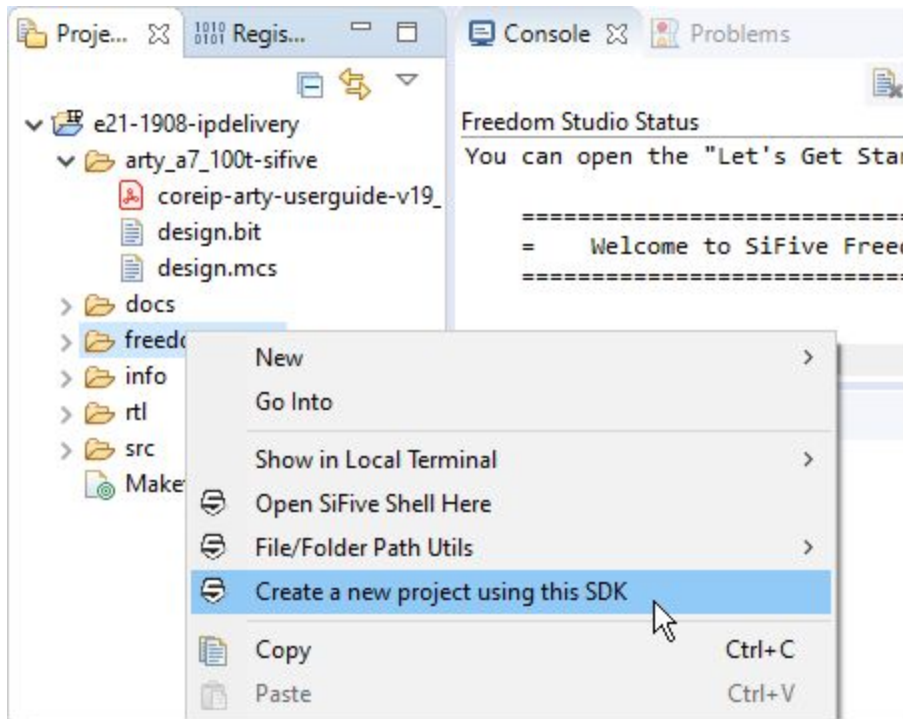 Proje... Regis... Console Problems
e21-1908-ipdelivery
arty_a7_100t-sifive
coreip-arty-userguide-v19_
design.bit
design.mcs
docs
freed
info
rtl
src
Make
Freedom Studio Status
You can open the "Let's Get Star
==============================
= Welcome to SiFive Freed
==============================
New
Go Into
Show in Local Terminal
Open SiFive Shell Here
File/Folder Path Utils
Create a new project using this SDK
Copy Ctrl+C
Paste Ctrl+V